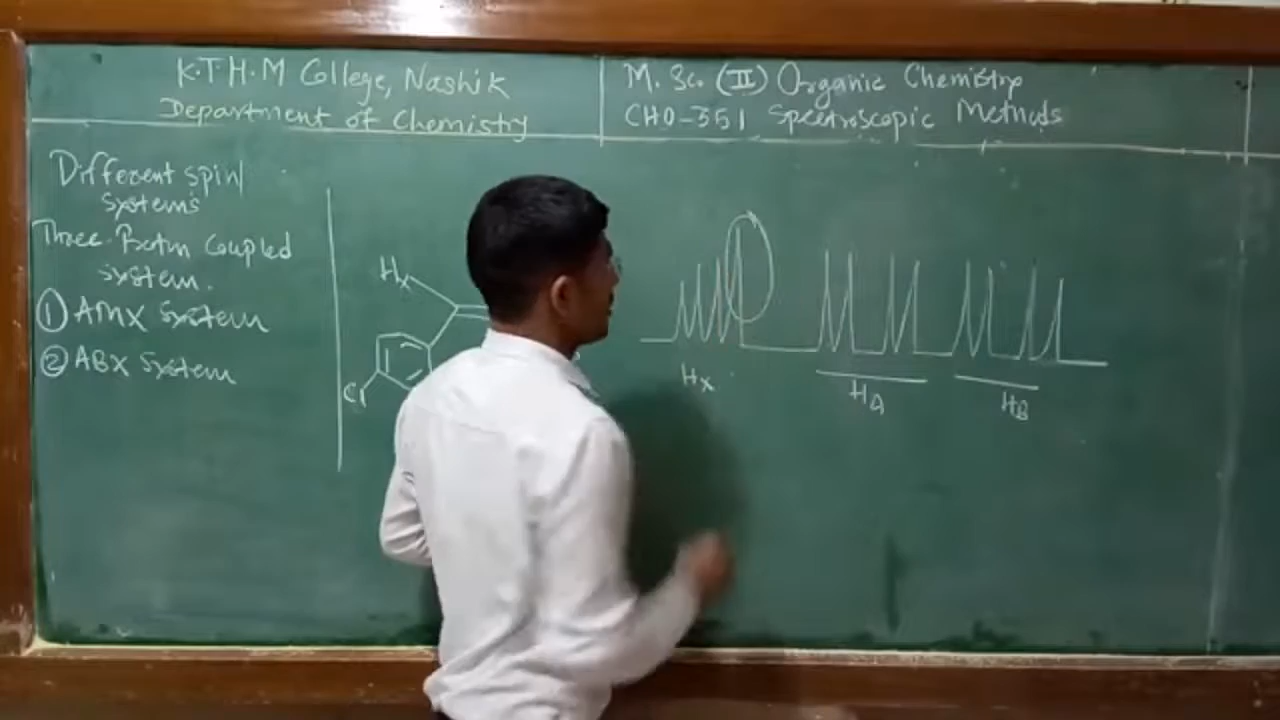 K.T.H.M College, Nashik
Department of Chemistry
M. Sc. (II) Organic Chemistry
CHO-351 Spectroscopic Methods
Different spin
systems
Three Proton Coupled
system.
① AMX System
② ABX System
Hx
Cl
Hx
HA
HB